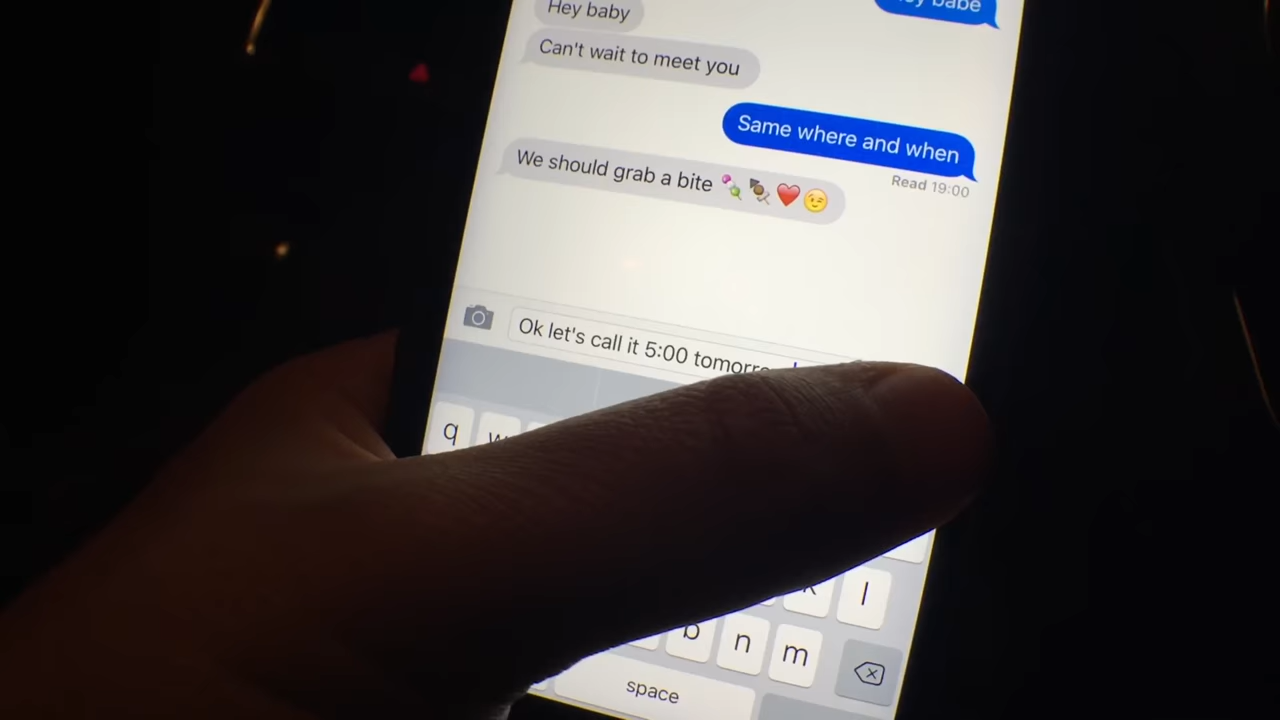 babe
Hey baby
Can't wait to meet you
Same where and when
Read 19:00
We should grab a bite 🍡🍢❤️😉
Ok let's call it 5:00
q w
k l
b n m
space